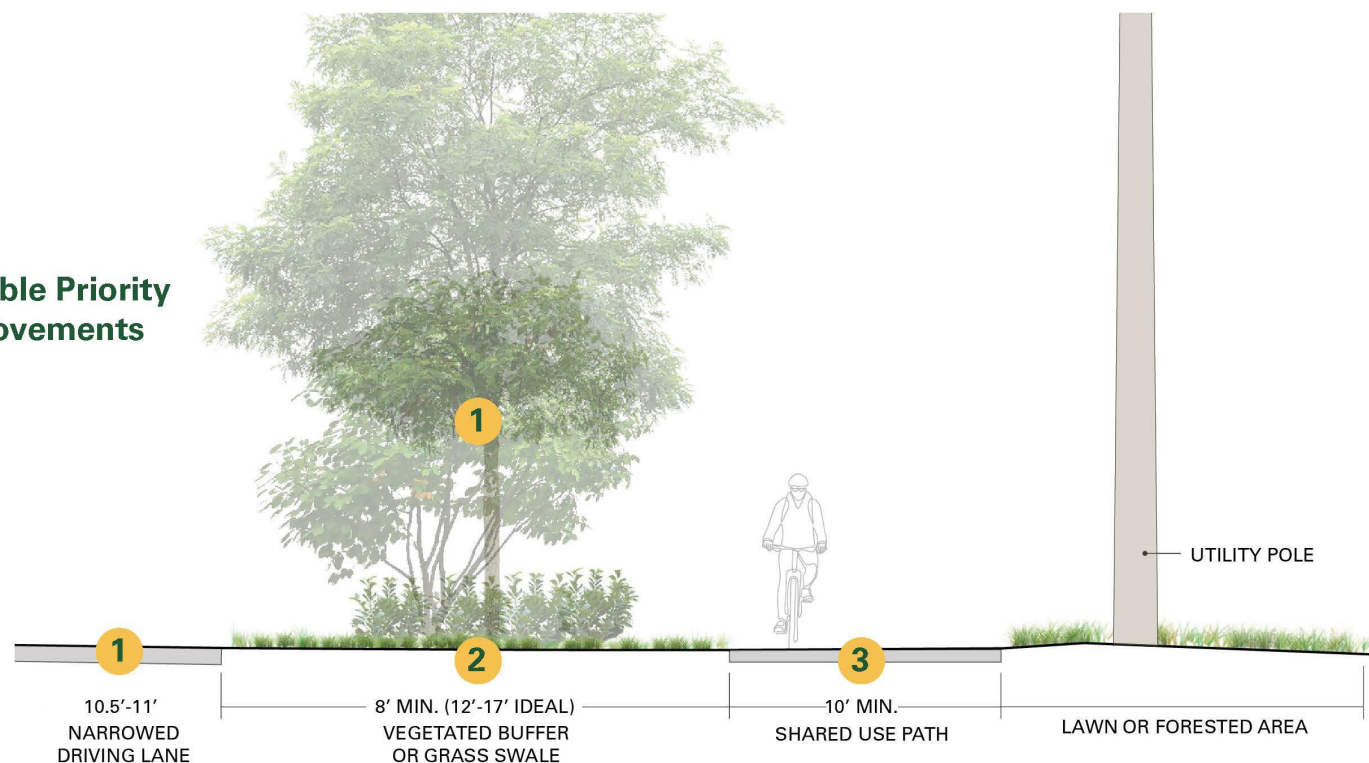 ble Priority
ovements
1
UTILITY POLE
1
2
3
10.5'-11'
NARROWED
DRIVING LANE
8' MIN. (12'-17' IDEAL)
VEGETATED BUFFER
OR GRASS SWALE
10' MIN.
SHARED USE PATH
LAWN OR FORESTED AREA